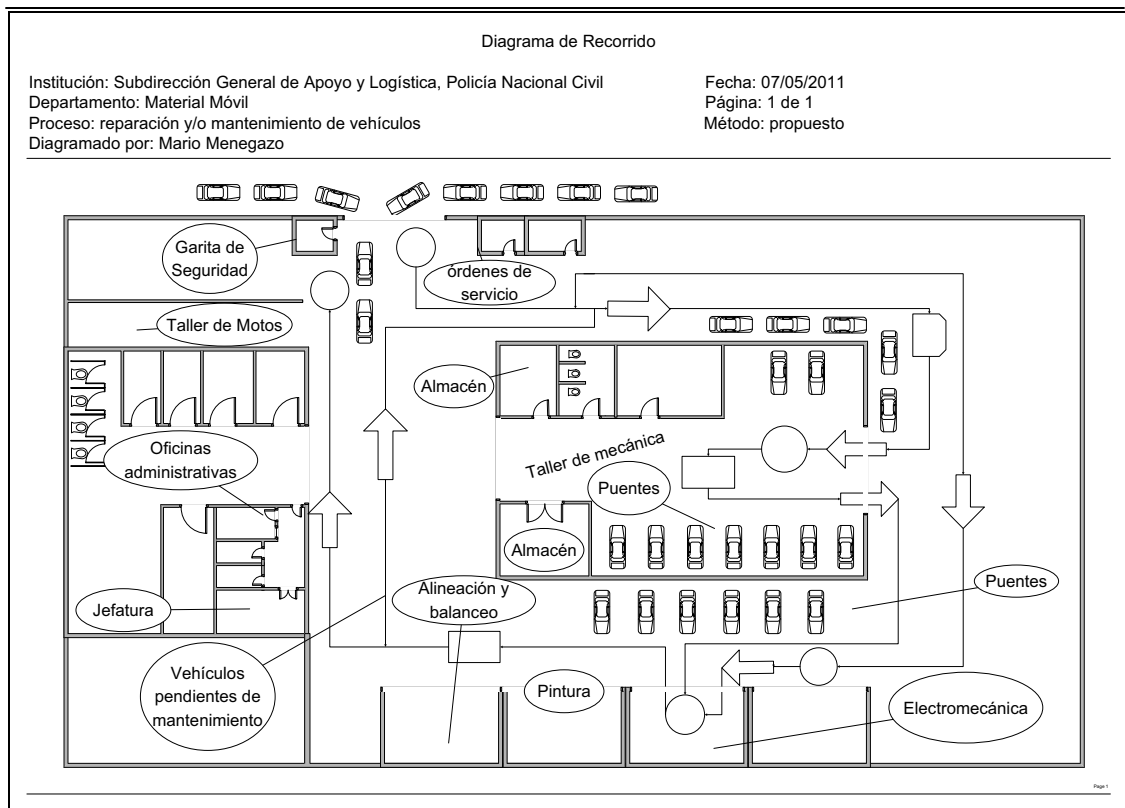 Diagrama de Recorrido
Institución: Subdirección General de Apoyo y Logística, Policía Nacional Civil
Fecha: 07/05/2011
Departamento: Material Móvil
Página: 1 de 1
Proceso: reparación y/o mantenimiento de vehículos
Método: propuesto
Diagramado por: Mario Menegazo
Garita de
Seguridad
órdenes de
servicio
Taller de Motos
Almacén
Oficinas
administrativas
Taller de mecánica
Puentes
Almacén
Puentes
Jefatura
Alineación y
balanceo
Vehículos
pendientes de
mantenimiento
Pintura
Electromecánica
Page 1